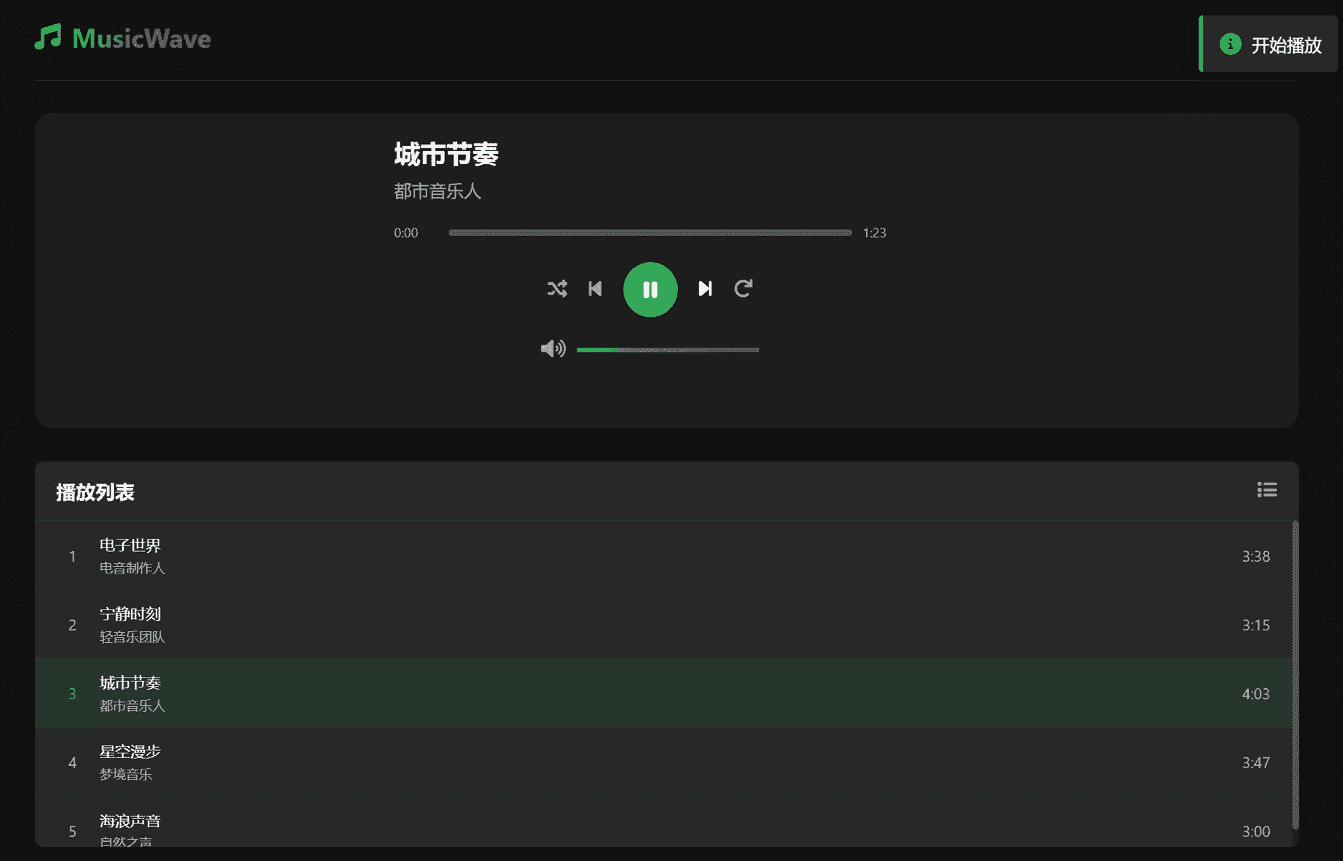 MusicWave
开始播放
城市节奏
都市音乐人
0:00 1:23
播放列表
1 电子世界 3:38
电音制作人
2 宁静时刻 3:15
轻音乐团队
3 城市节奏 4:03
都市音乐人
4 星空漫步 3:47
梦境音乐
5 海浪声音 3:00
自然之声